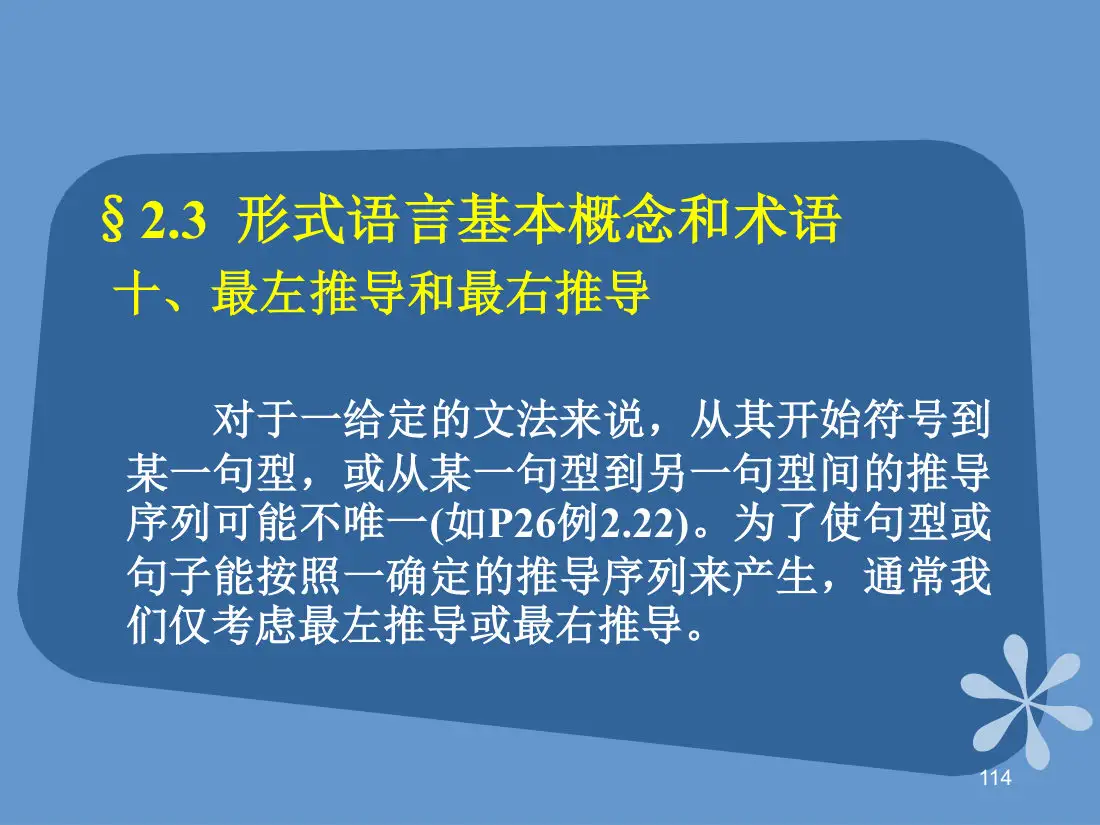 §2.3 形式语言基本概念和术语
十、最左推导和最右推导
对于一给定的文法来说，从其开始符号到
某一句型，或从某一句型到另一句型间的推导
序列可能不唯一(如P26例2.22)。为了使句型或
句子能按照一确定的推导序列来产生，通常我
们仅考虑最左推导或最右推导。
114